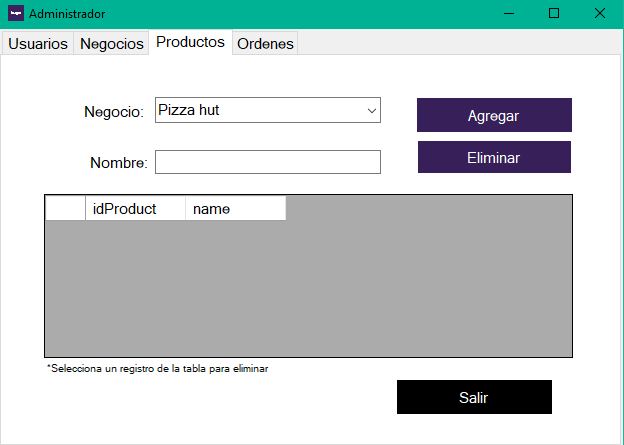 Administrador
Usuarios Negocios Productos Ordenes
Negocio: Pizza hut
Agregar
Nombre:
Eliminar
idProduct name
*Selecciona un registro de la tabla para eliminar
Salir